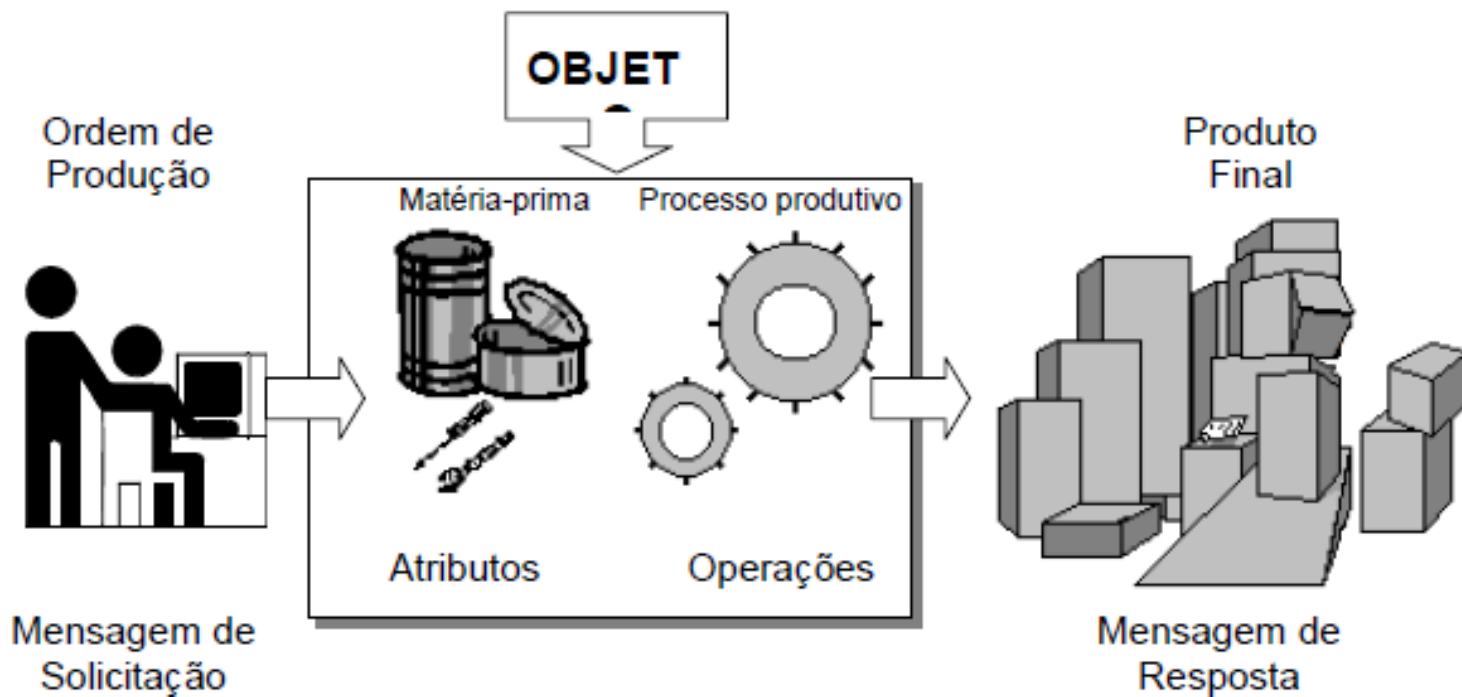 OBJET
Ordem de
Produção
Matéria-prima
Processo produtivo
Produto
Final
Atributos
Operações
Mensagem de
Solicitação
Mensagem de
Resposta